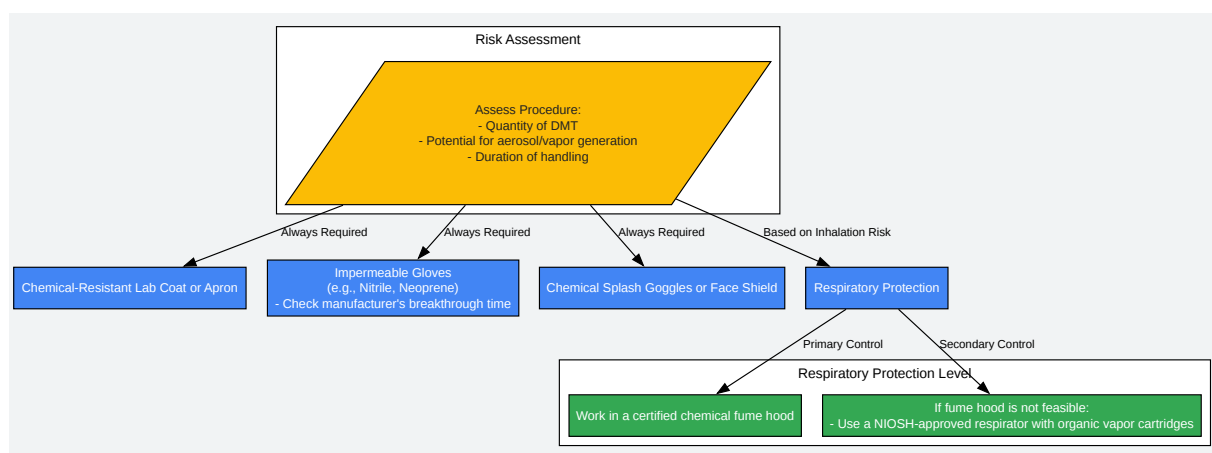 Risk Assessment
Assess Procedure:
- Quantity of DMT
- Potential for aerosol/vapor generation
- Duration of handling
Always Required
Always Required
Always Required
Based on Inhalation Risk
Chemical-Resistant Lab Coat or Apron
Impermeable Gloves
(e.g., Nitrile, Neoprene)
- Check manufacturer's breakthrough time
Chemical Splash Goggles or Face Shield
Respiratory Protection
Primary Control
Secondary Control
Respiratory Protection Level
Work in a certified chemical fume hood
If fume hood is not feasible:
- Use a NIOSH-approved respirator with organic vapor cartridges